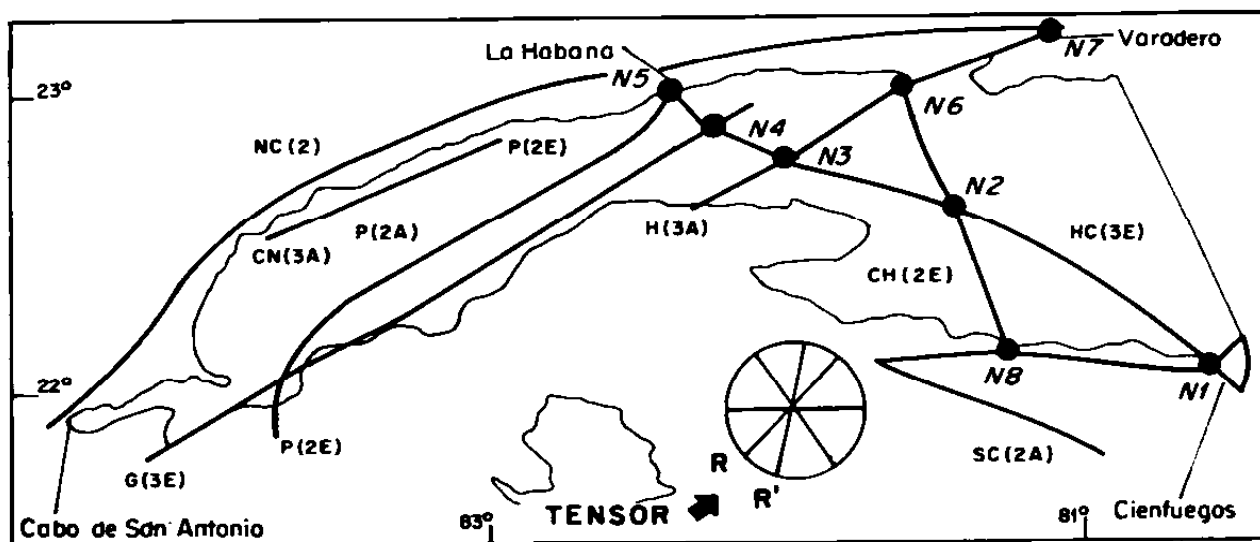 La Habana
N5
N7
Varadero
23°
N6
NC(2)
N4
P(2E)
N3
N2
P(2A)
H(3A)
HC(3E)
CN(3A)
CH(2E)
22°
N8
N1
P(2E)
SC(2A)
G(3E)
R
R'
TENSOR
Cabo de San Antonio
83°
81°
Cienfuegos